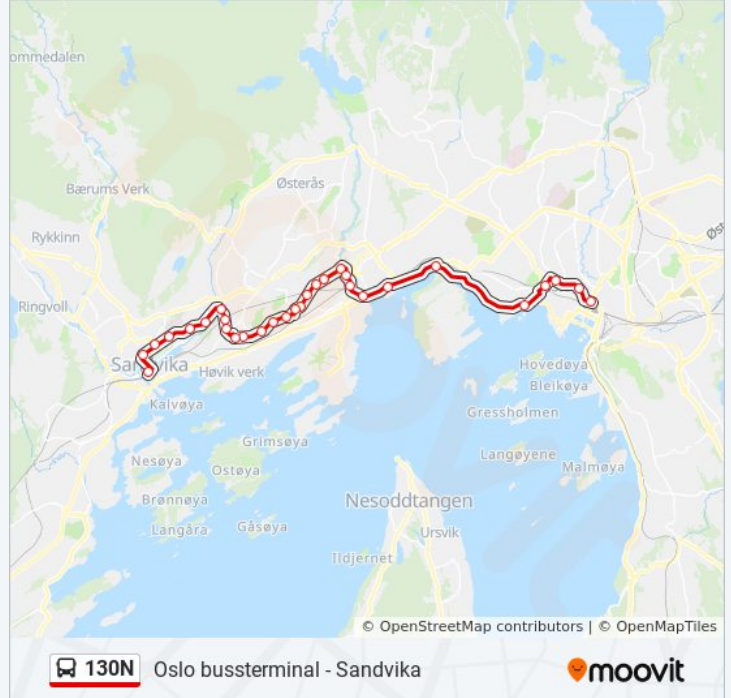 ommedalen
Østerås
Bærums Verk
Rykkinn
Øst
Ringvoll
Sandvika
Høvik verk
Hovedøya
Bleikøya
Kalvøya
Gressholmen
Grimsøya
Nesøya
Langøyene
Ostøya
Malmøya
Brønnøya
Nesoddtangen
Langåra
Gåsøya
Ursvik
Ildjernet
© OpenStreetMap contributors | © OpenMapTiles
130N Oslo bussterminal - Sandvika
moovit